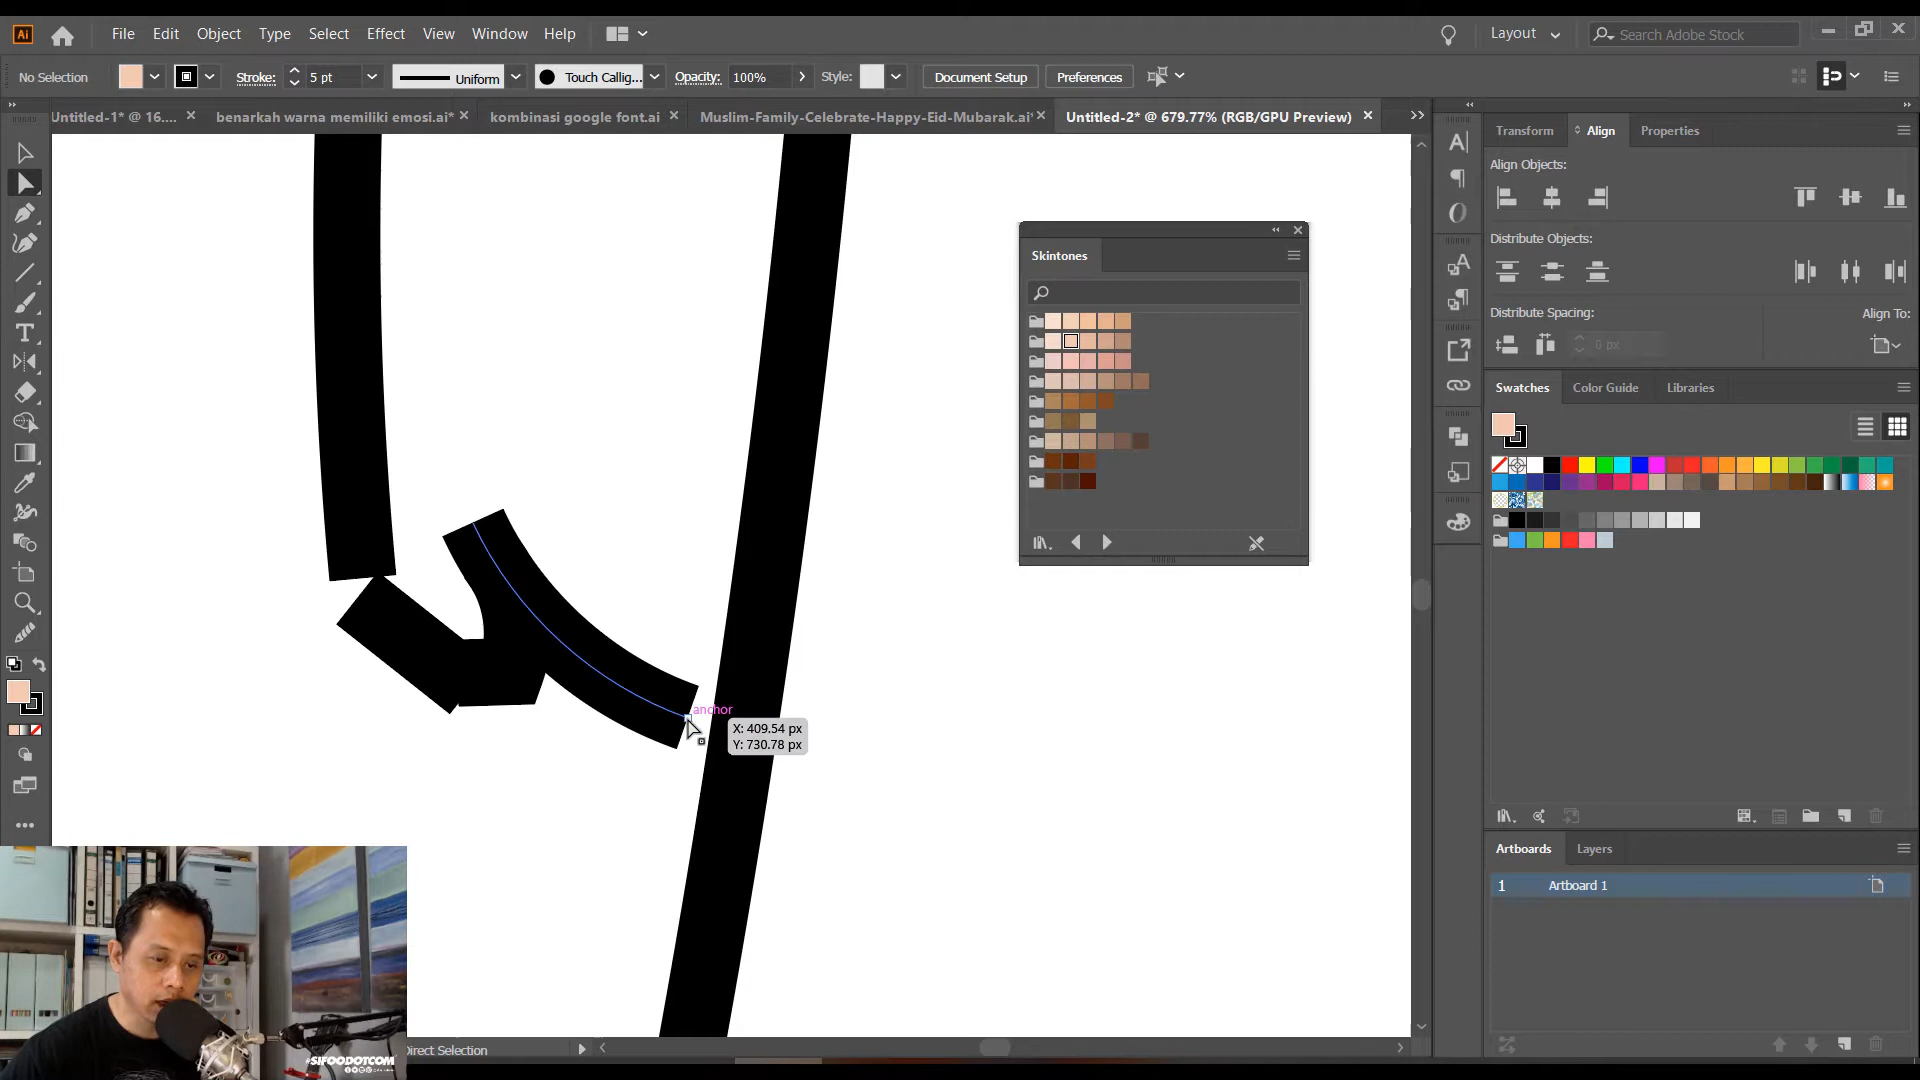 Ai File Edit Object Type Select Effect View Window Help Layout Search Adobe Stock
No Selection Stroke: 5 pt Uniform Touch Callig... Opacity: 100% Style: Document Setup Preferences
Untitled-1* @ 16.... benarkah warna memiliki emosi.ai* kombinasi google font.ai Muslim-Family-Celebrate-Happy-Eid-Mubarak.ai* Untitled-2* @ 679.77% (RGB/GPU Preview)
Transform Align Properties
Align Objects:
Distribute Objects:
Distribute Spacing: Align To:
0 px
Skintones
Swatches Color Guide Libraries
anchor
X: 409.54 px
Y: 730.78 px
Artboards Layers
1 Artboard 1
Direct Selection
#SIFOODOTCOM